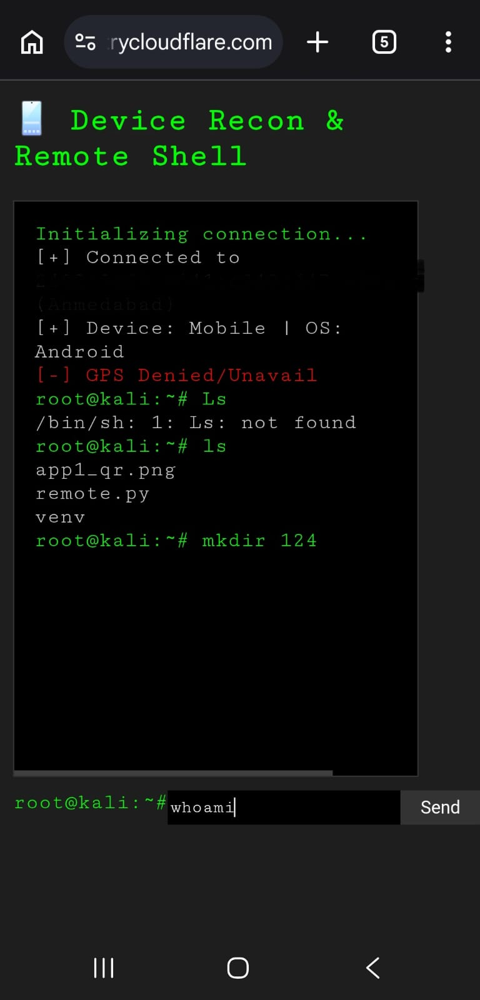 rycloudflare.com
5
Device Recon &
Remote Shell
Initializing connection...
[+] Connected to
(Ahmedabad)
[+] Device: Mobile | OS:
Android
[-] GPS Denied/Unavail
root@kali:~# Ls
/bin/sh: 1: Ls: not found
root@kali:~# ls
app1_qr.png
remote.py
venv
root@kali:~# mkdir 124
root@kali:~# whoami Send